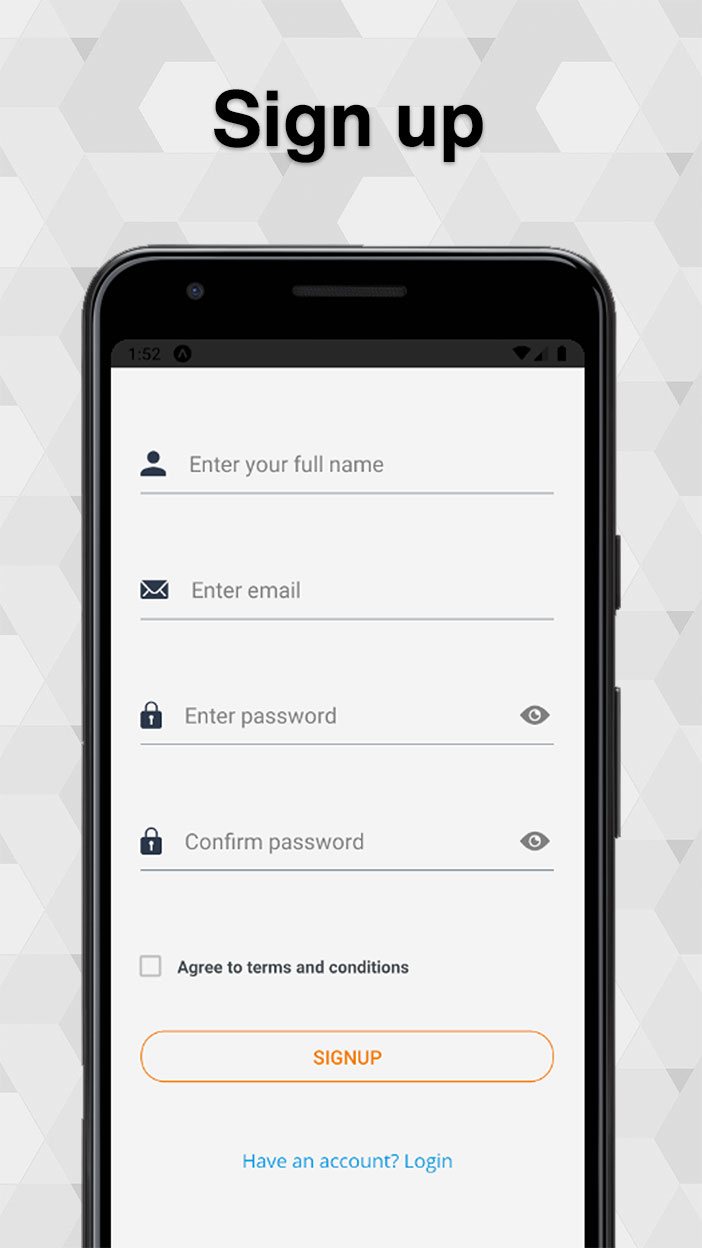 Sign up
1:52
Enter your full name
Enter email
Enter password
Confirm password
Agree to terms and conditions
SIGNUP
Have an account? Login